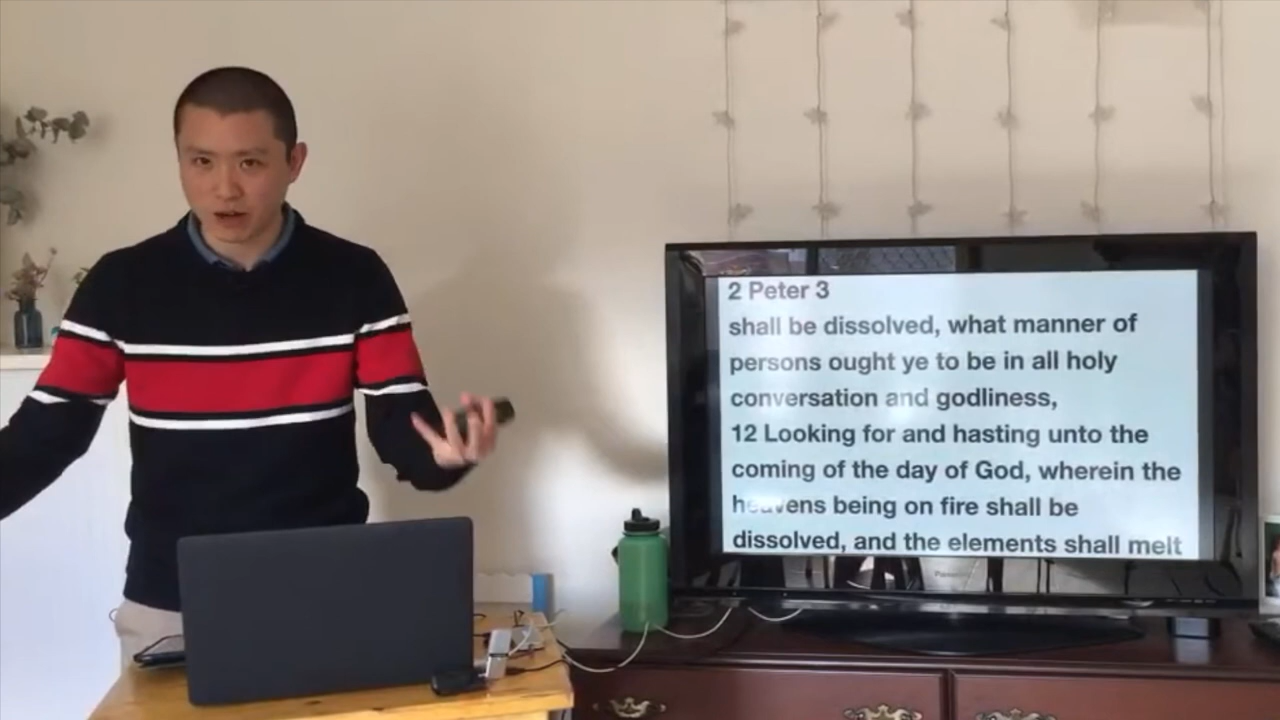 2 Peter 3
shall be dissolved, what manner of
persons ought ye to be in all holy
conversation and godliness,
12 Looking for and hasting unto the
coming of the day of God, wherein the
heavens being on fire shall be
dissolved, and the elements shall melt
Panasonic